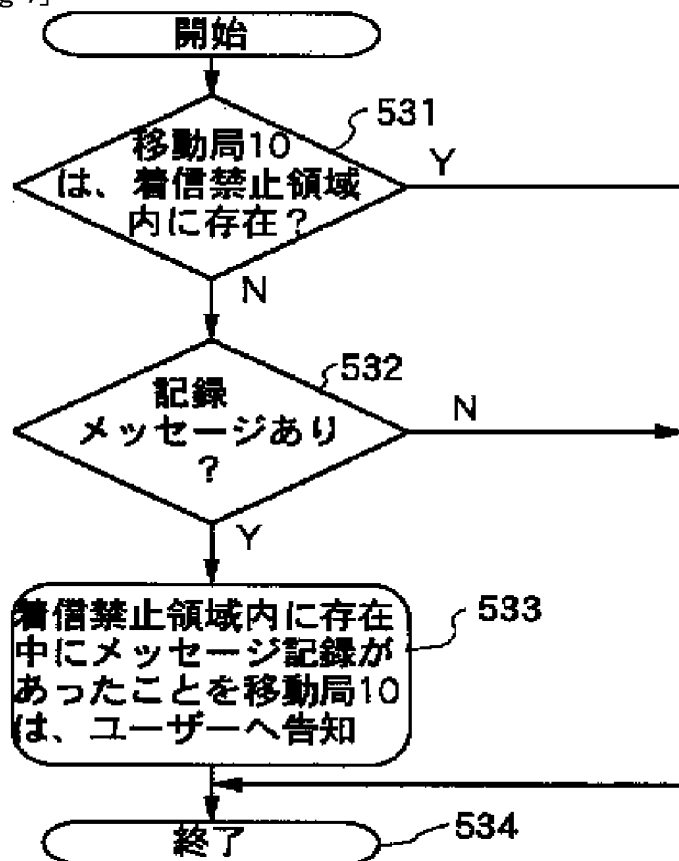 開始
531
移動局10
は、着信禁止領域
内に存在？
Y
N
532
記録
メッセージあり
？
N
Y
533
着信禁止領域内に存在
中にメッセージ記録が
あったことを移動局10
は、ユーザーへ告知
終了
534